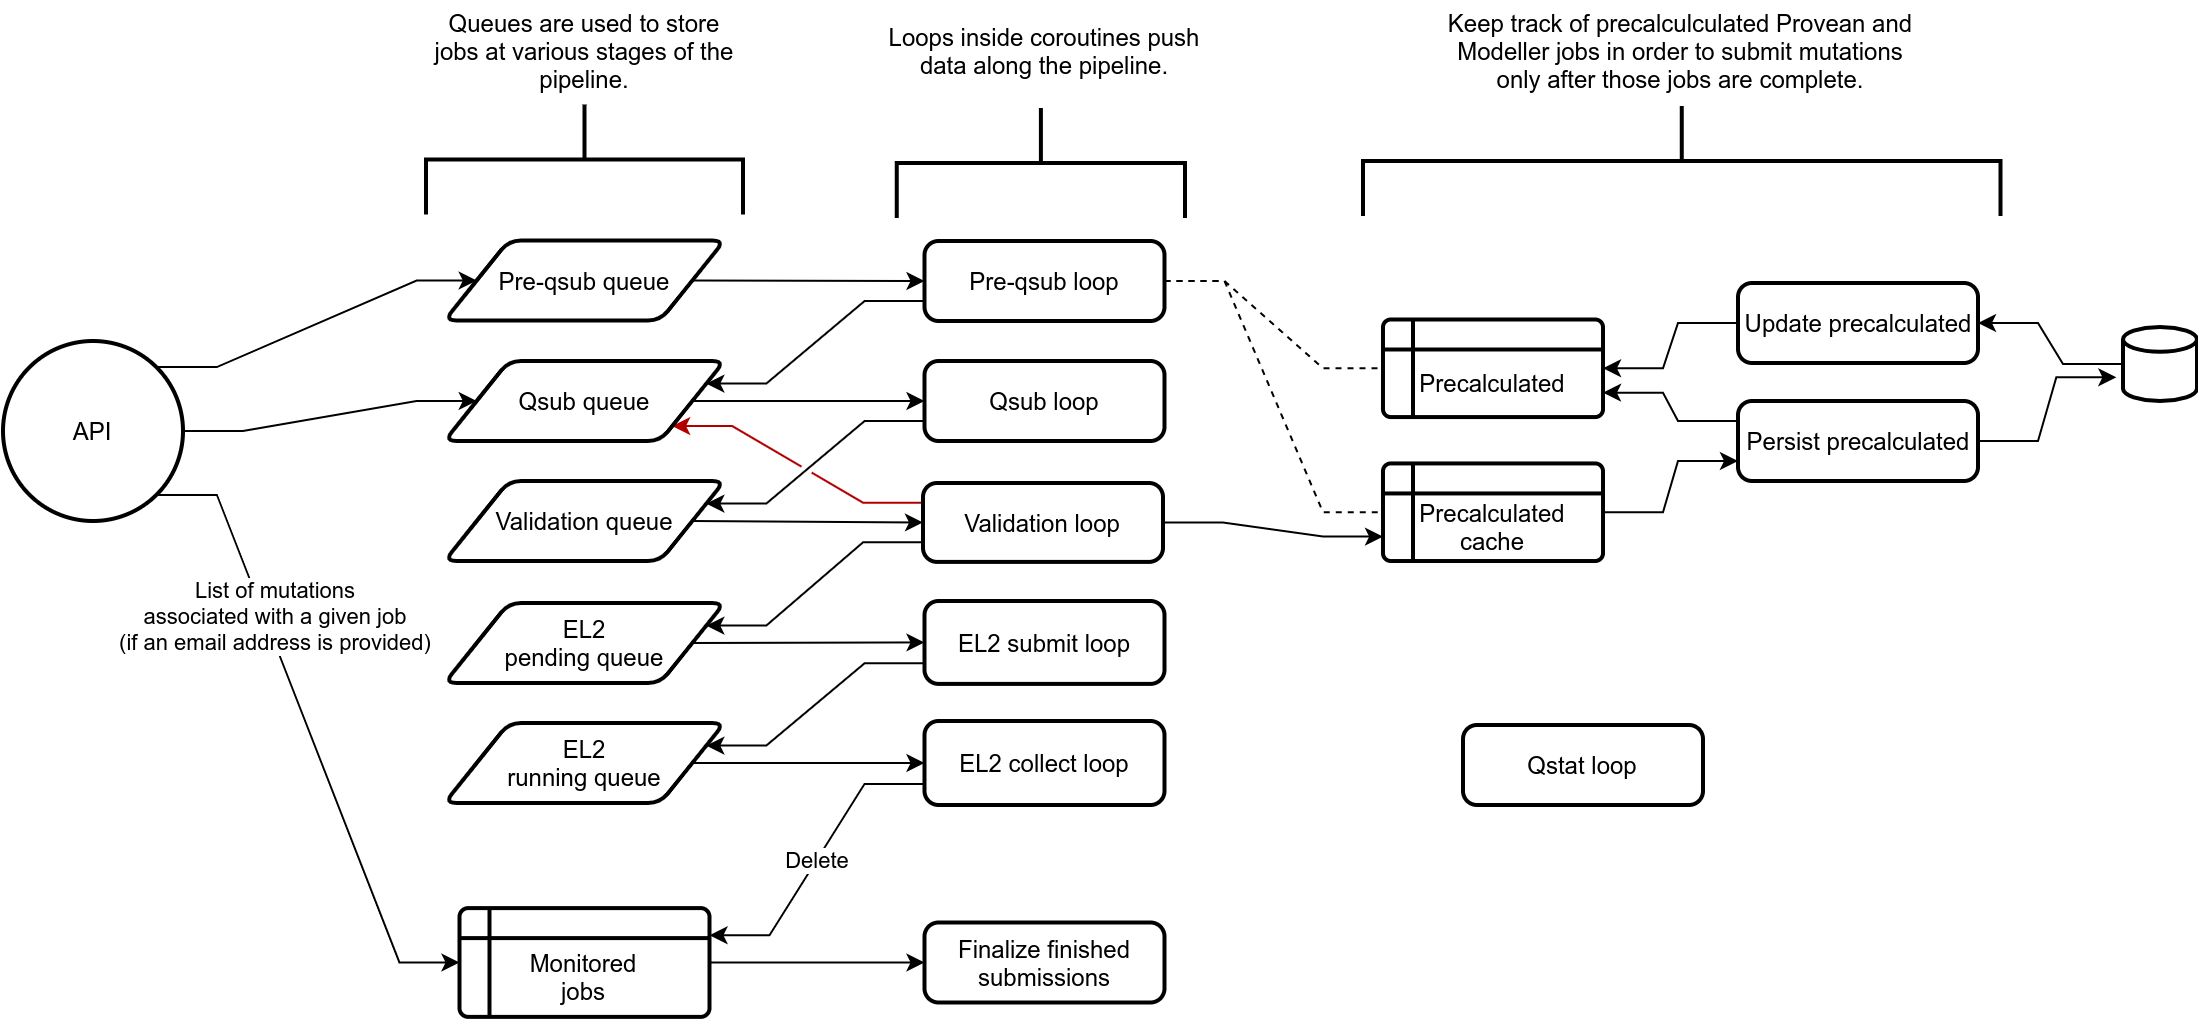 Queues are used to store
jobs at various stages of the
pipeline.
Loops inside coroutines push
data along the pipeline.
Keep track of precalculculated Provean and
Modeller jobs in order to submit mutations
only after those jobs are complete.
Pre-qsub queue
Pre-qsub loop
Update precalculated
Precalculated
API
Qsub queue
Qsub loop
Persist precalculated
Validation queue
Validation loop
Precalculated
cache
List of mutations
associated with a given job
(if an email address is provided)
EL2
pending queue
EL2 submit loop
EL2
running queue
EL2 collect loop
Qstat loop
Delete
Monitored
jobs
Finalize finished
submissions